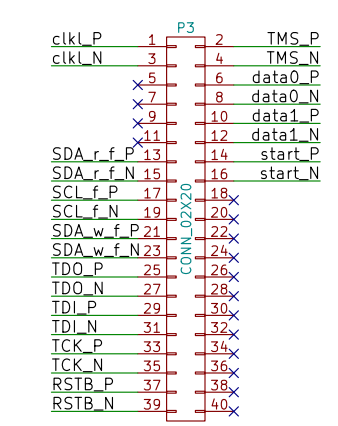 P3
clkl_P 1 2 TMS_P
clkl_N 3 4 TMS_N
5 6 data0_P
7 8 data0_N
9 10 data1_P
11 12 data1_N
SDA_r_f_P 13 14 start_P
SDA_r_f_N 15 16 start_N
SCL_f_P 17 18
SCL_f_N 19 20
SDA_w_f_P 21 22
SDA_w_f_N 23 24
TDO_P 25 26
TDO_N 27 28
TDI_P 29 30
TDI_N 31 32
TCK_P 33 34
TCK_N 35 36
RSTB_P 37 38
RSTB_N 39 40
CONN_02X20